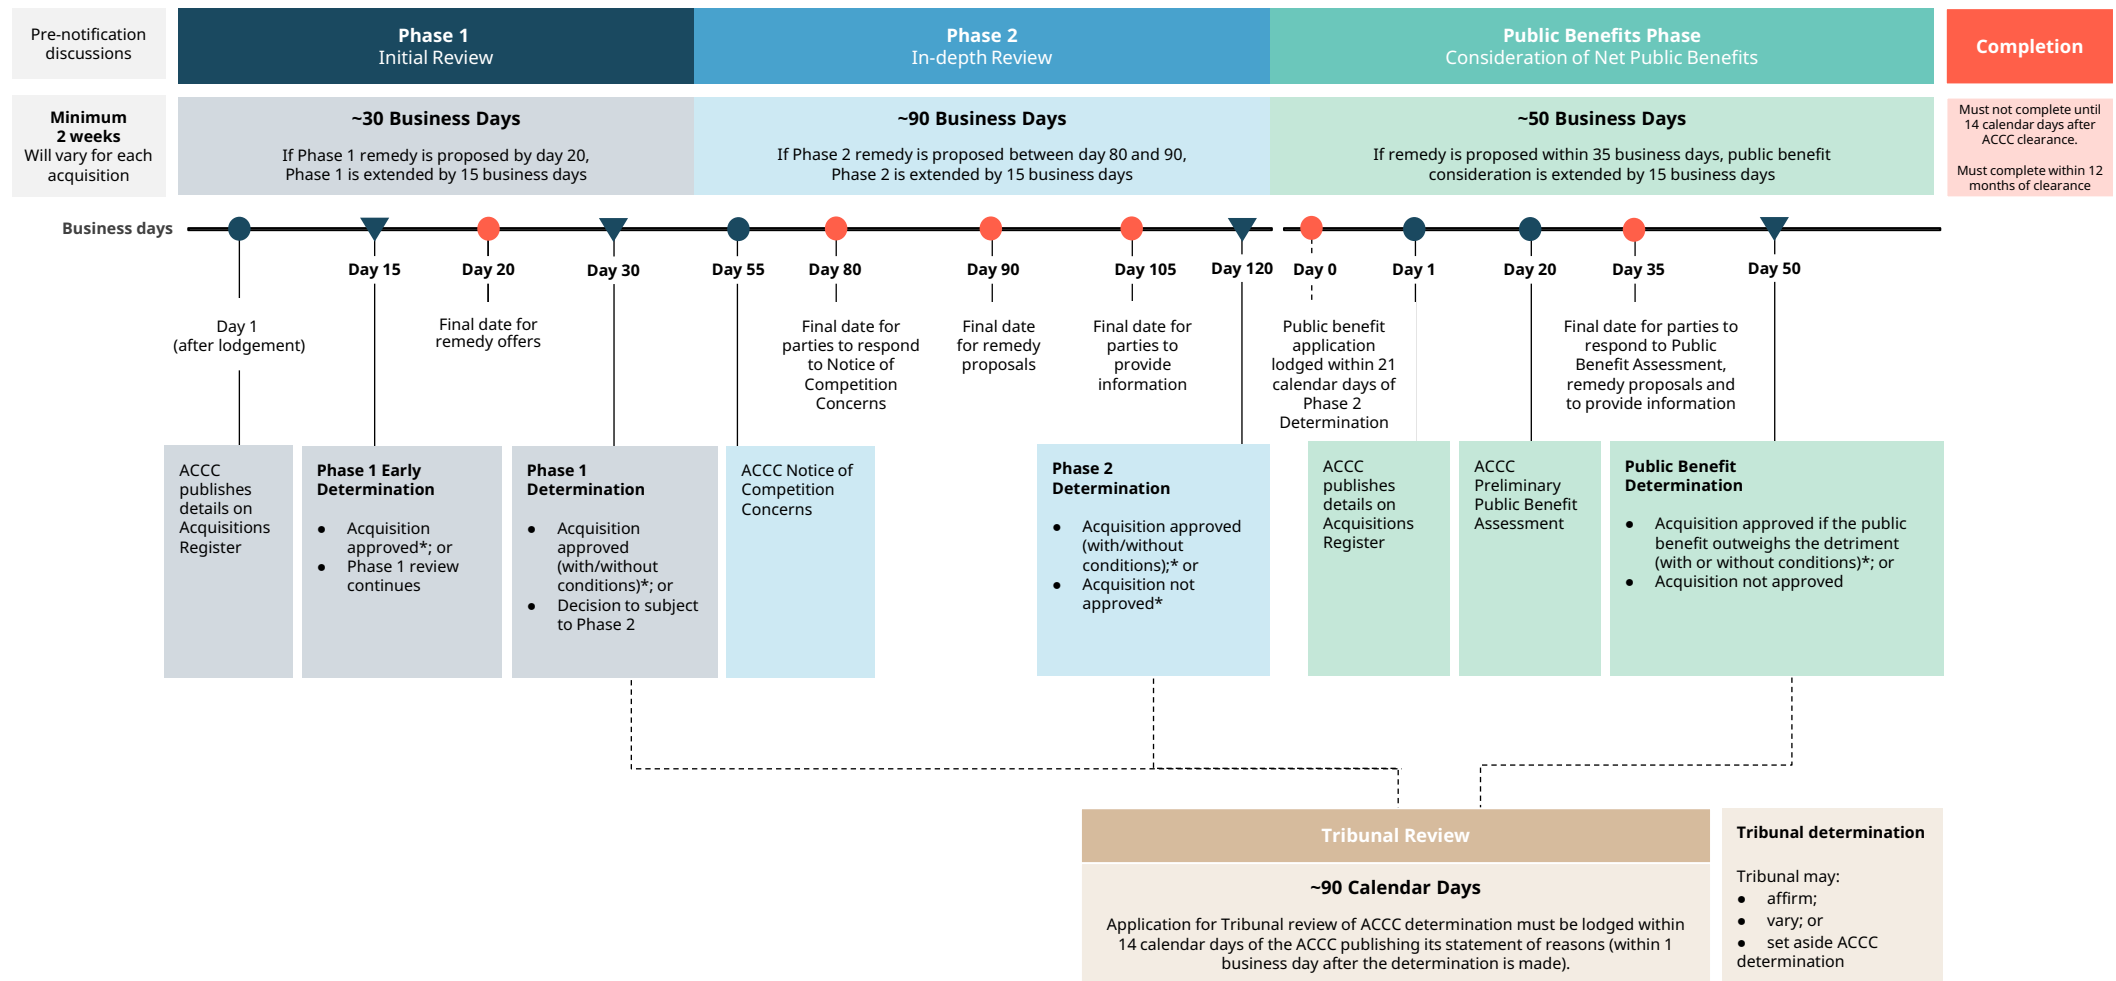 Pre-notification
discussions
Phase 1
Initial Review
Phase 2
In-depth Review
Public Benefits Phase
Consideration of Net Public Benefits
Completion
Minimum
2 weeks
Will vary for each
acquisition
~30 Business Days
If Phase 1 remedy is proposed by day 20,
Phase 1 is extended by 15 business days
~90 Business Days
If Phase 2 remedy is proposed between day 80 and 90,
Phase 2 is extended by 15 business days
~50 Business Days
If remedy is proposed within 35 business days, public benefit
consideration is extended by 15 business days
Must not complete until
14 calendar days after
ACCC clearance.
Must complete within 12
months of clearance
Business days
Day 15
Day 20
Day 30
Day 55
Day 80
Day 90
Day 105
Day 120
Day 0
Day 1
Day 20
Day 35
Day 50
Day 1
(after lodgement)
Final date for
remedy offers
Final date for
parties to respond
to Notice of
Competition
Concerns
Final date
for remedy
proposals
Final date for
parties to
provide
information
Public benefit
application
lodged within 21
calendar days of
Phase 2
Determination
Final date for parties to
respond to Public
Benefit Assessment,
remedy proposals and
to provide information
ACCC
publishes
details on
Acquisitions
Register
Phase 1 Early
Determination
● Acquisition
approved*; or
● Phase 1 review
continues
Phase 1
Determination
● Acquisition
approved
(with/without
conditions)*; or
● Decision to subject
to Phase 2
ACCC Notice of
Competition
Concerns
Phase 2
Determination
● Acquisition approved
(with/without
conditions);* or
● Acquisition not
approved*
ACCC
publishes
details on
Acquisitions
Register
ACCC
Preliminary
Public Benefit
Assessment
Public Benefit
Determination
● Acquisition approved if the public
benefit outweighs the detriment
(with or without conditions)*; or
● Acquisition not approved
Tribunal Review
~90 Calendar Days
Application for Tribunal review of ACCC determination must be lodged within
14 calendar days of the ACCC publishing its statement of reasons (within 1
business day after the determination is made).
Tribunal determination
Tribunal may:
● affirm;
● vary; or
● set aside ACCC
determination